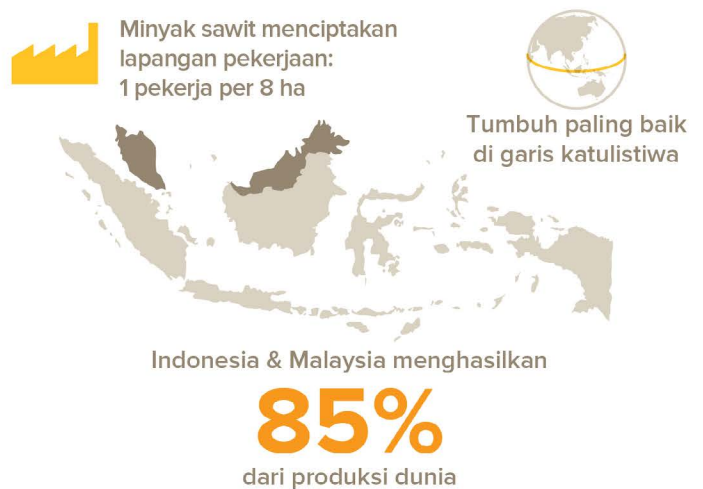 Minyak sawit menciptakan
lapangan pekerjaan:
1 pekerja per 8 ha
Tumbuh paling baik
di garis katulistiwa
Indonesia & Malaysia menghasilkan
85%
dari produksi dunia